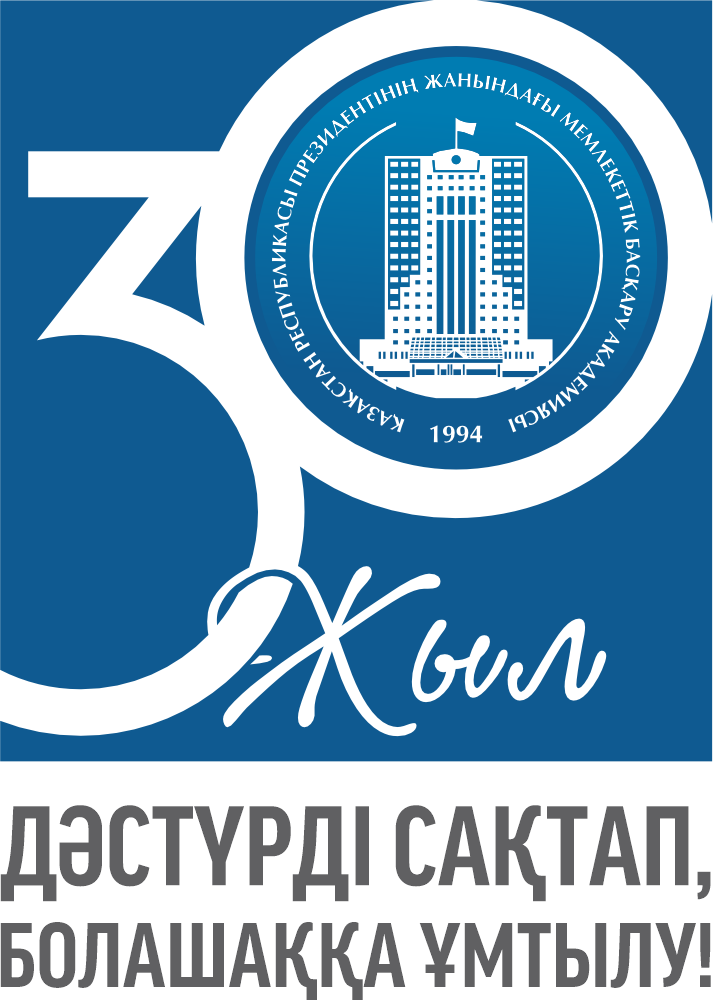 30
ҚАЗАҚСТАН РЕСПУБЛИКАСЫ ПРЕЗИДЕНТІНІҢ ЖАНЫНДАҒЫ МЕМЛЕКЕТТІК БАСҚАРУ АКАДЕМИЯСЫ
1994
Жыл
ДӘСТҮРДІ САҚТАП,
БОЛАШАҚҚА ҰМТЫЛУ!